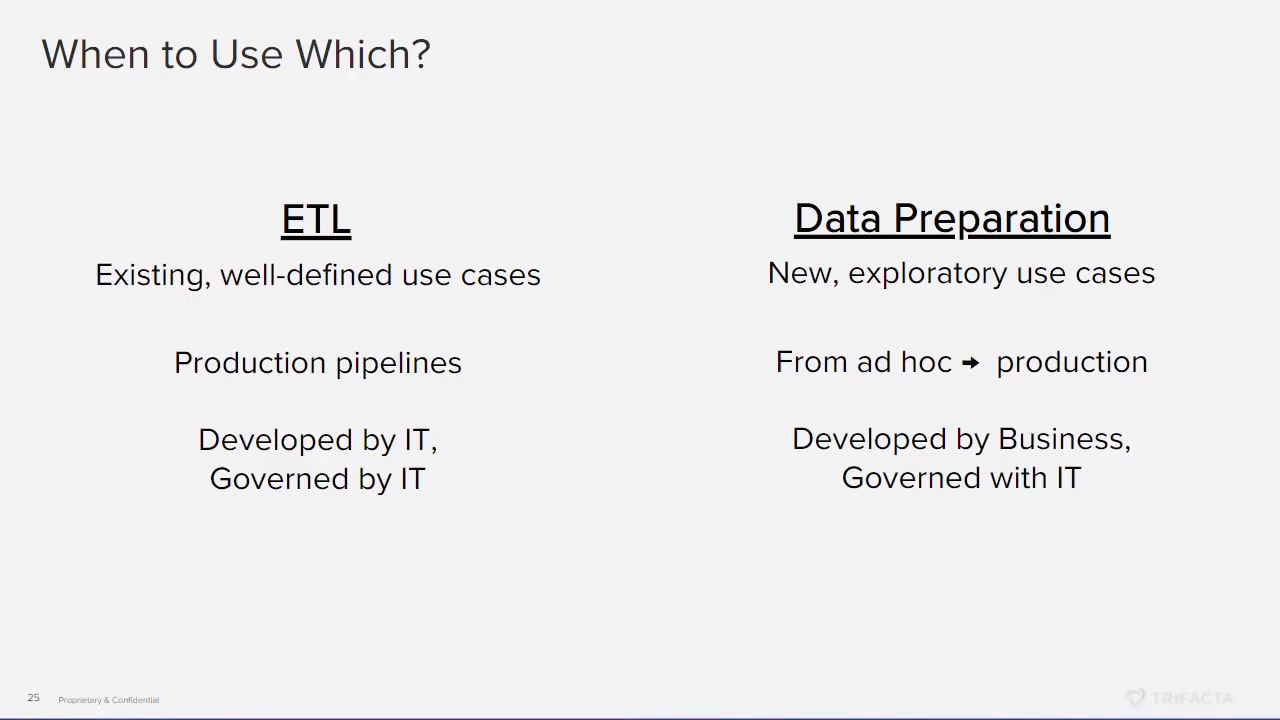 When to Use Which?
ETL
Existing, well-defined use cases
Production pipelines
Developed by IT,
Governed by IT
Data Preparation
New, exploratory use cases
From ad hoc → production
Developed by Business,
Governed with IT
25 Proprietary & Confidential
TRIFACTA